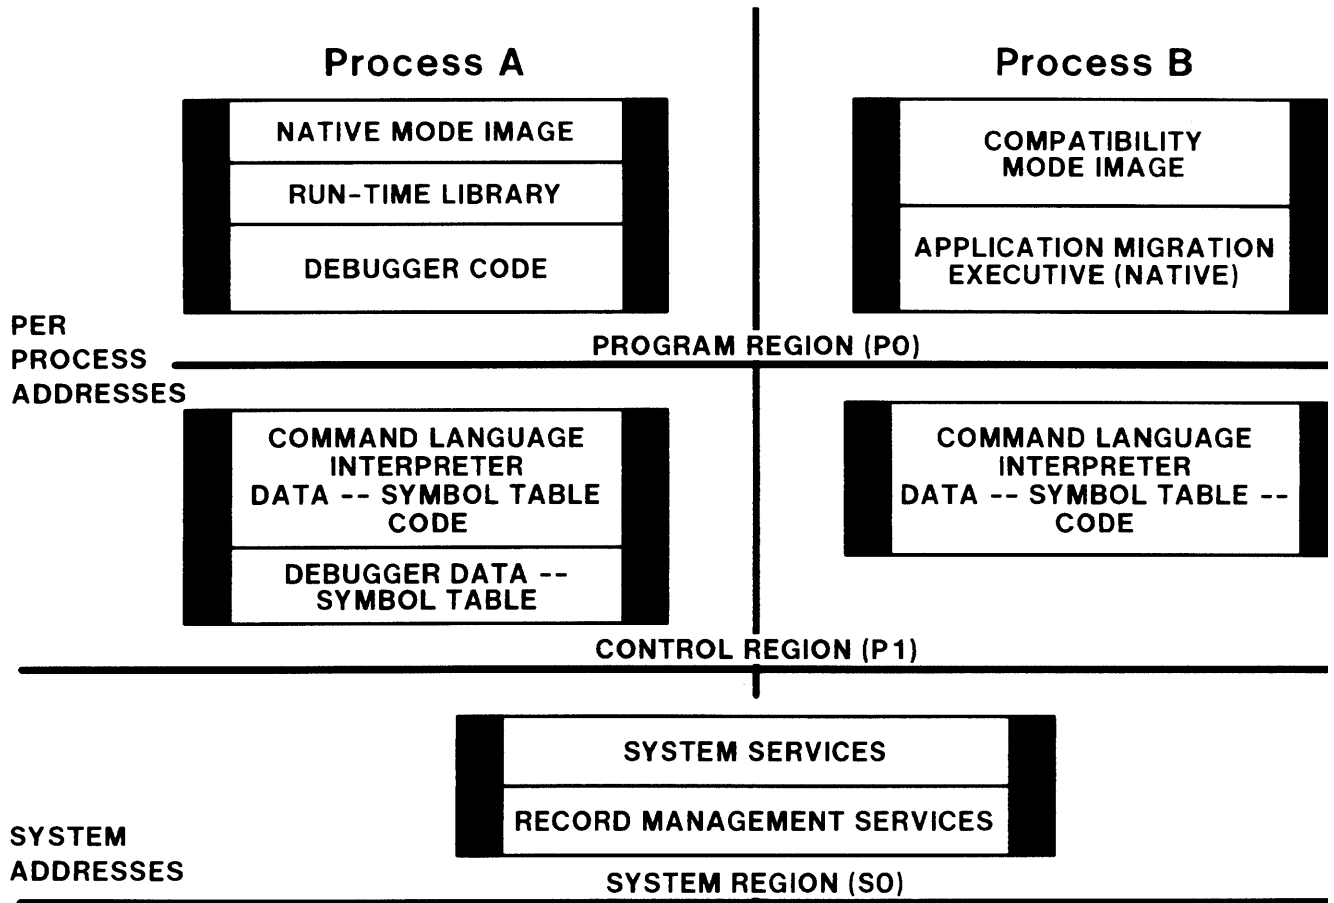 Process A
Process B
NATIVE MODE IMAGE
RUN-TIME LIBRARY
DEBUGGER CODE
COMPATIBILITY
MODE IMAGE
APPLICATION MIGRATION
EXECUTIVE (NATIVE)
PER
PROCESS
ADDRESSES
PROGRAM REGION (P0)
COMMAND LANGUAGE
INTERPRETER
DATA -- SYMBOL TABLE
CODE
DEBUGGER DATA --
SYMBOL TABLE
COMMAND LANGUAGE
INTERPRETER
DATA -- SYMBOL TABLE --
CODE
CONTROL REGION (P1)
SYSTEM SERVICES
RECORD MANAGEMENT SERVICES
SYSTEM
ADDRESSES
SYSTEM REGION (S0)